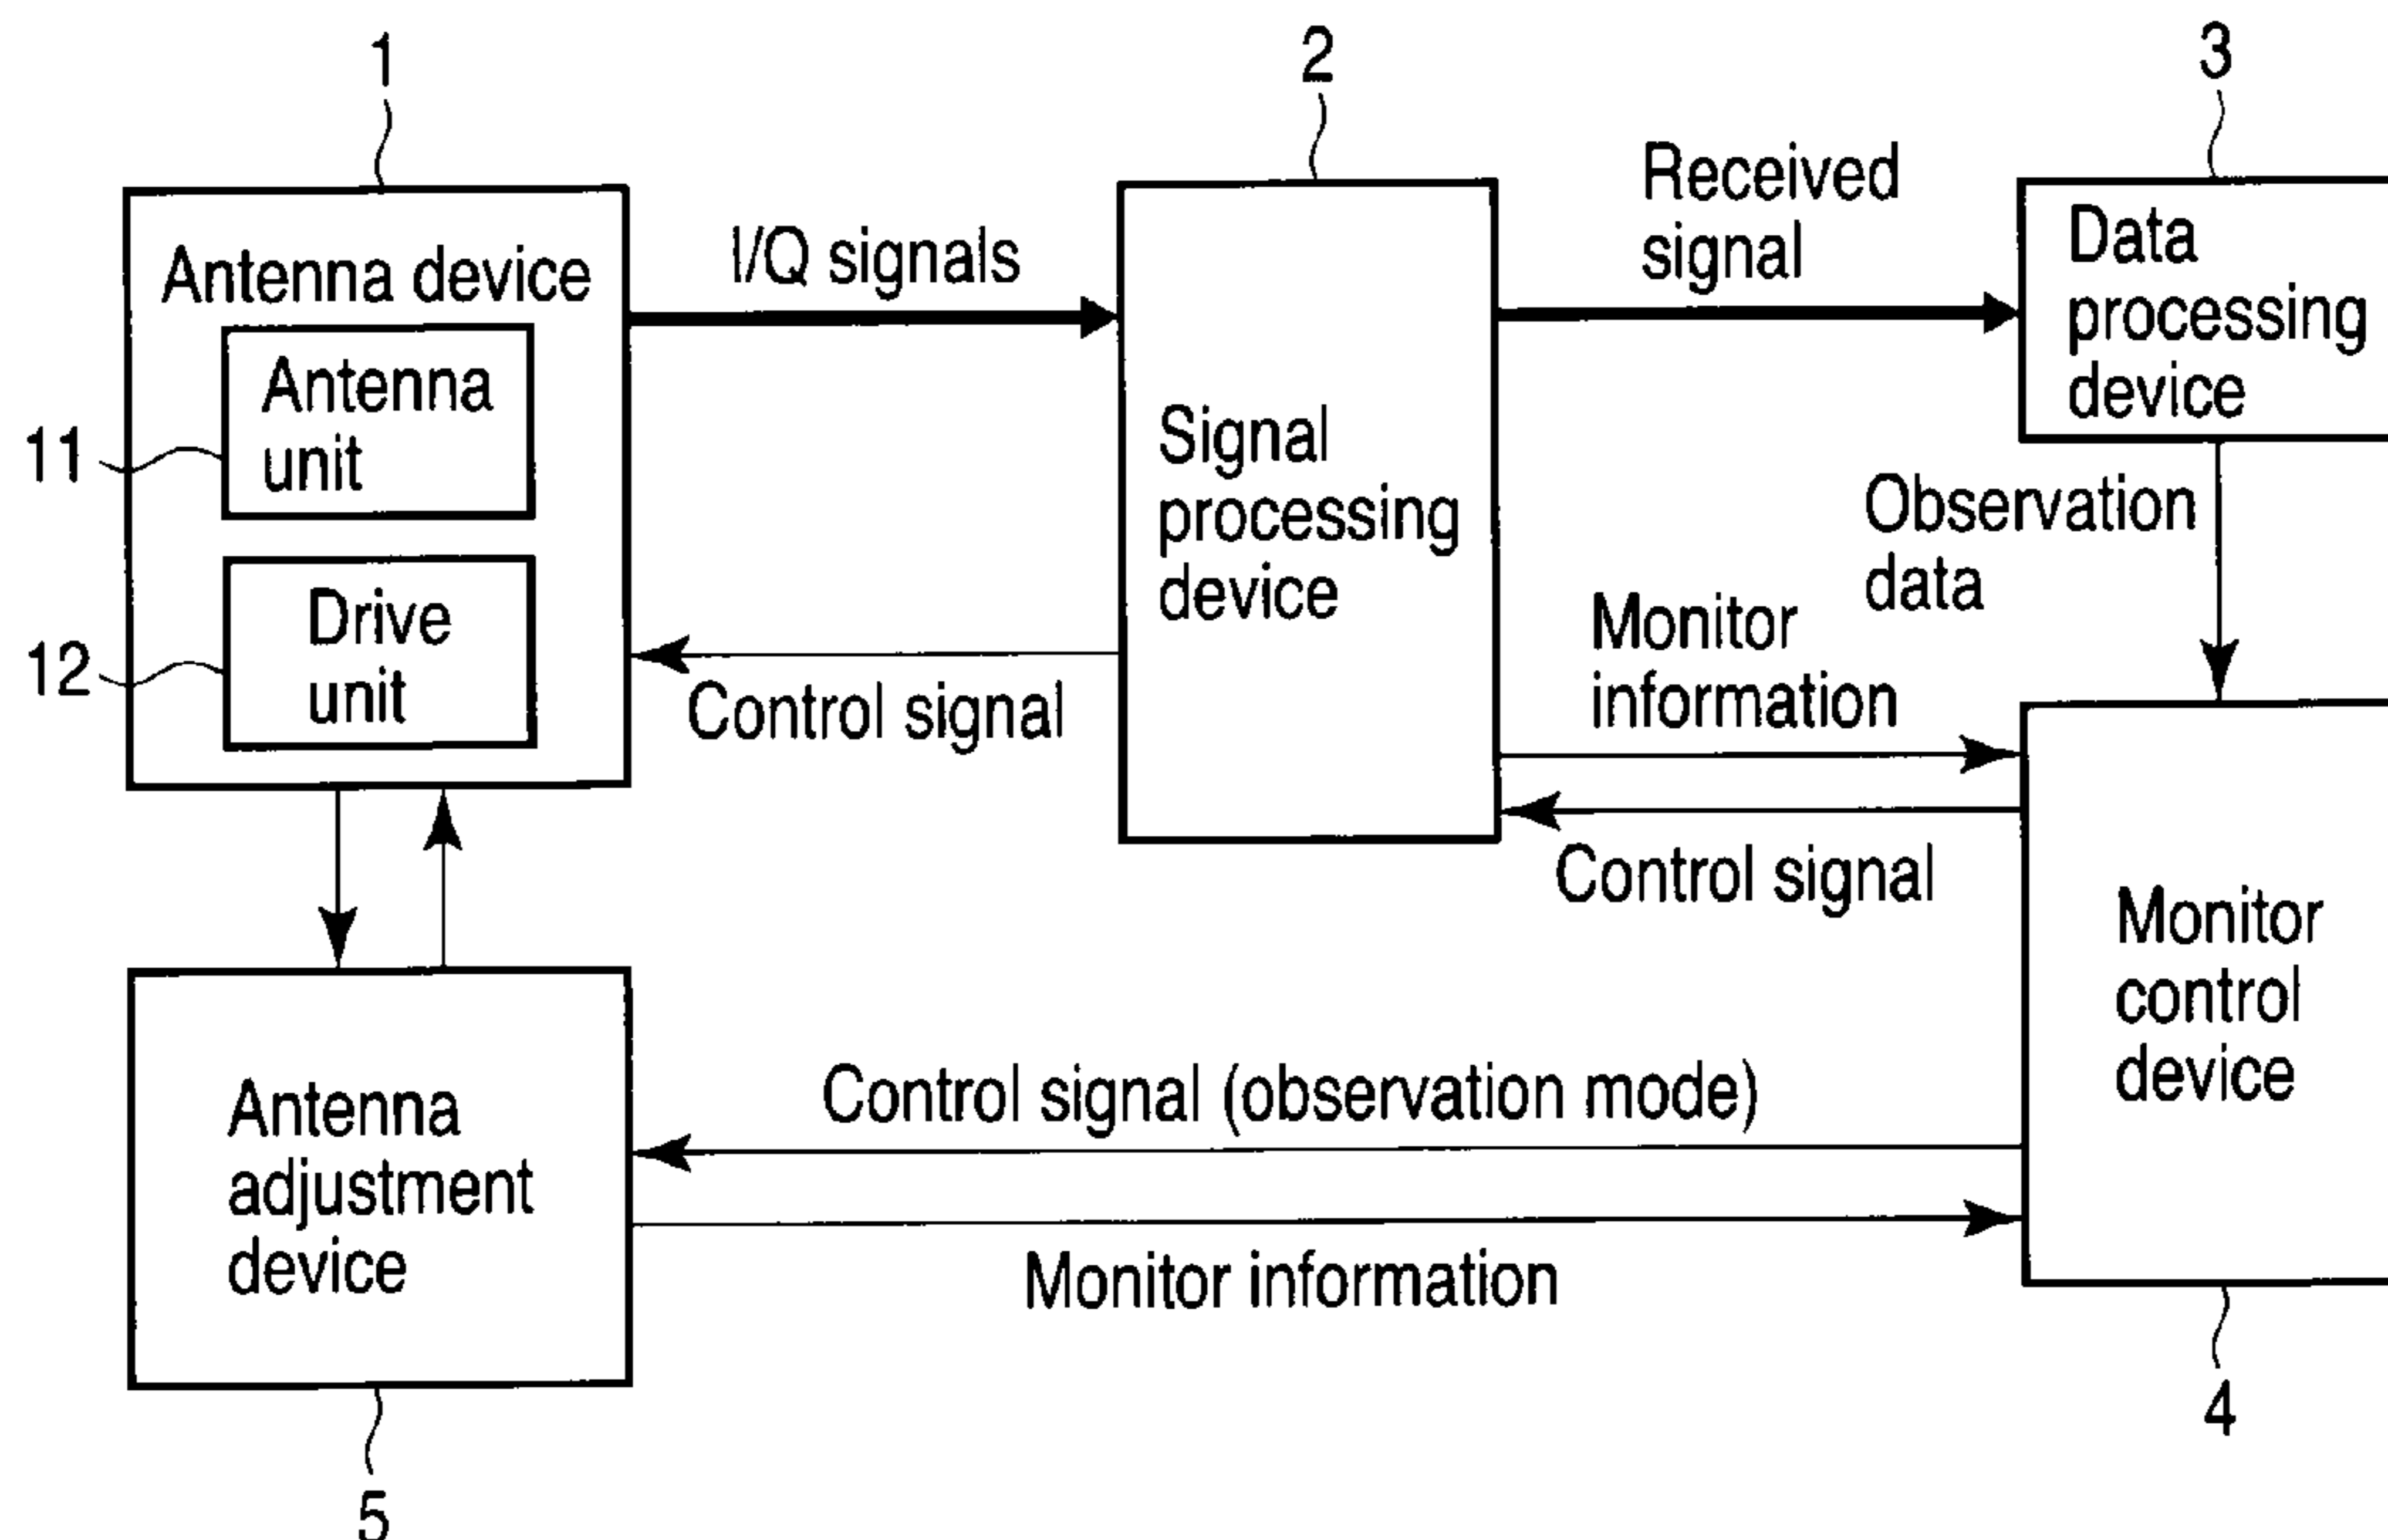 1
2
3
Antenna device
I/Q signals
Received
signal
Data
processing
device
Antenna
unit
11
Signal
processing
device
Observation
data
Drive
unit
12
Control signal
Monitor
information
Control signal
Monitor
control
device
Antenna
adjustment
device
Control signal (observation mode)
Monitor information
4
5